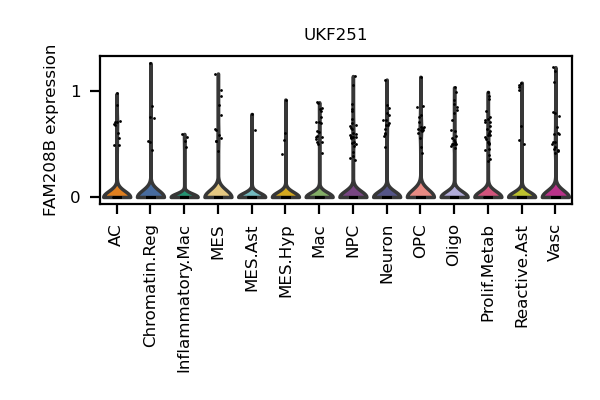 UKF251
FAM208B expression
1
0
AC
Chromatin.Reg
Inflammatory.Mac
MES
MES.Ast
MES.Hyp
Mac
NPC
Neuron
OPC
Oligo
Prolif.Metab
Reactive.Ast
Vasc